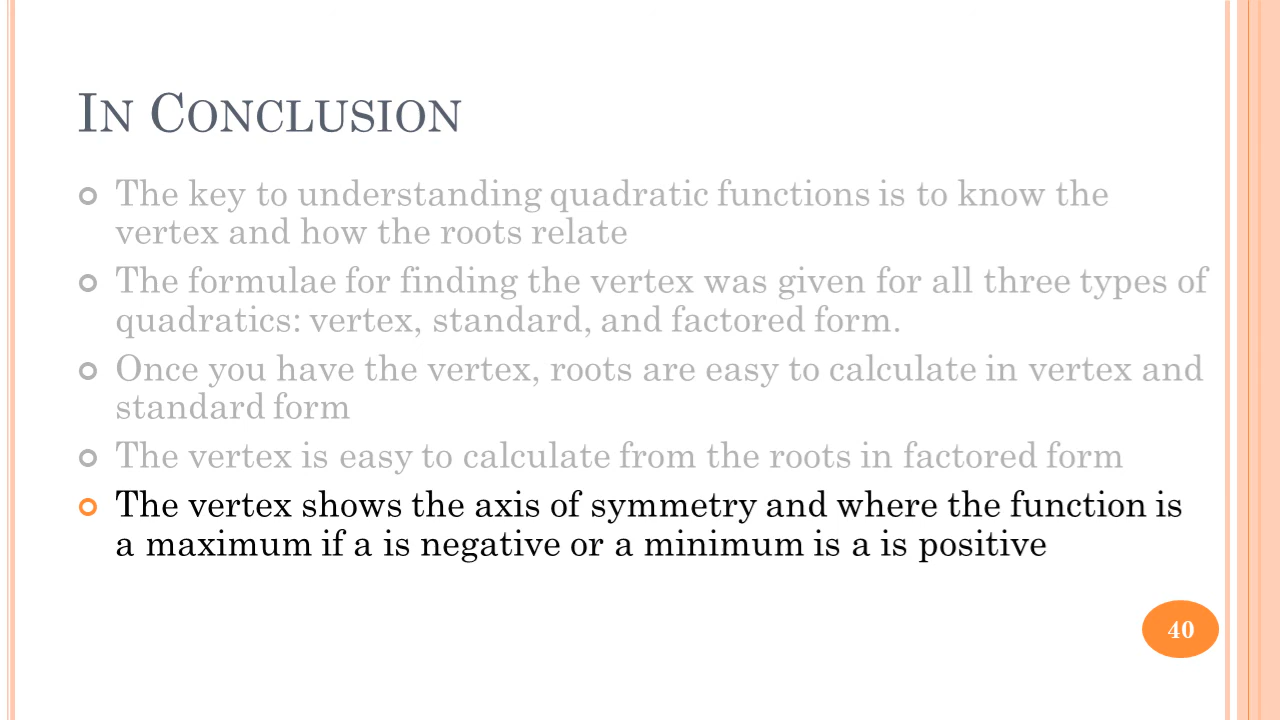 IN CONCLUSION
The key to understanding quadratic functions is to know the
vertex and how the roots relate
The formulae for finding the vertex was given for all three types of
quadratics: vertex, standard, and factored form.
Once you have the vertex, roots are easy to calculate in vertex and
standard form
The vertex is easy to calculate from the roots in factored form
The vertex shows the axis of symmetry and where the function is
a maximum if a is negative or a minimum is a is positive
40